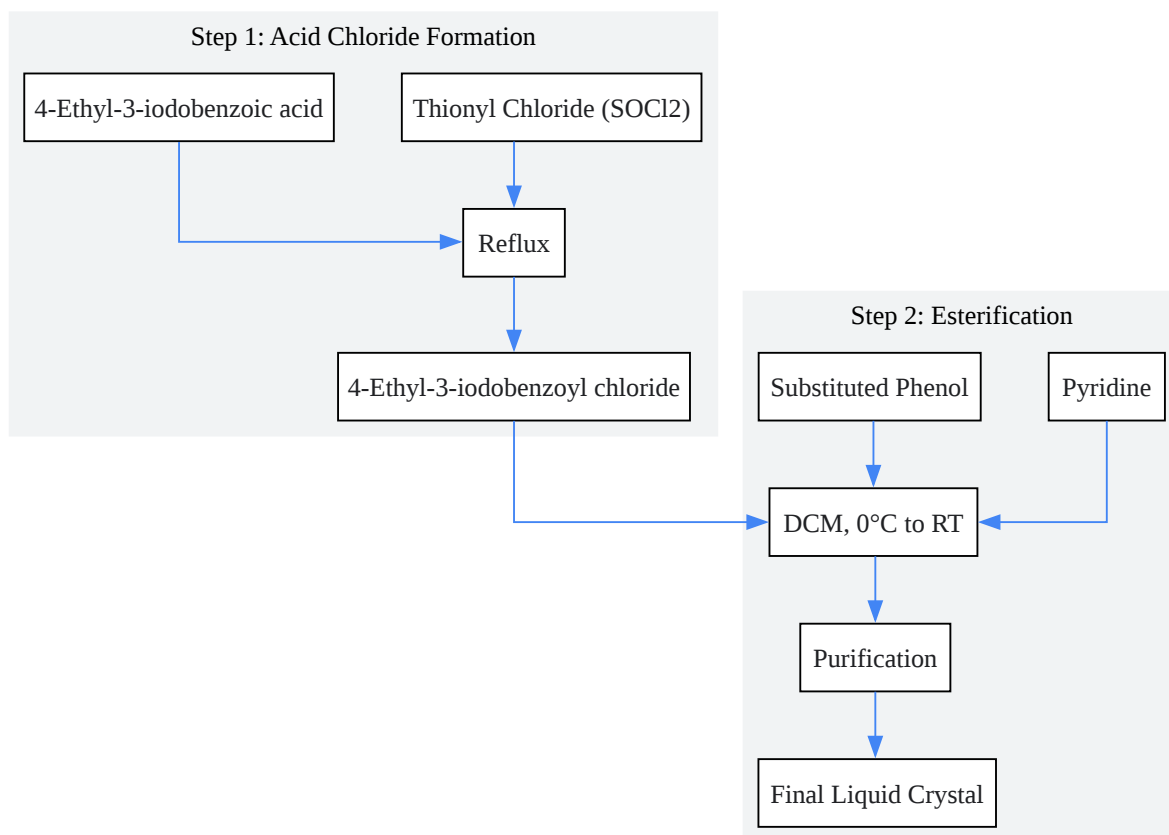 Step 1: Acid Chloride Formation
4-Ethyl-3-iodobenzoic acid
Thionyl Chloride (SOCl2)
Reflux
4-Ethyl-3-iodobenzoyl chloride
Step 2: Esterification
Substituted Phenol
Pyridine
DCM, 0°C to RT
Purification
Final Liquid Crystal